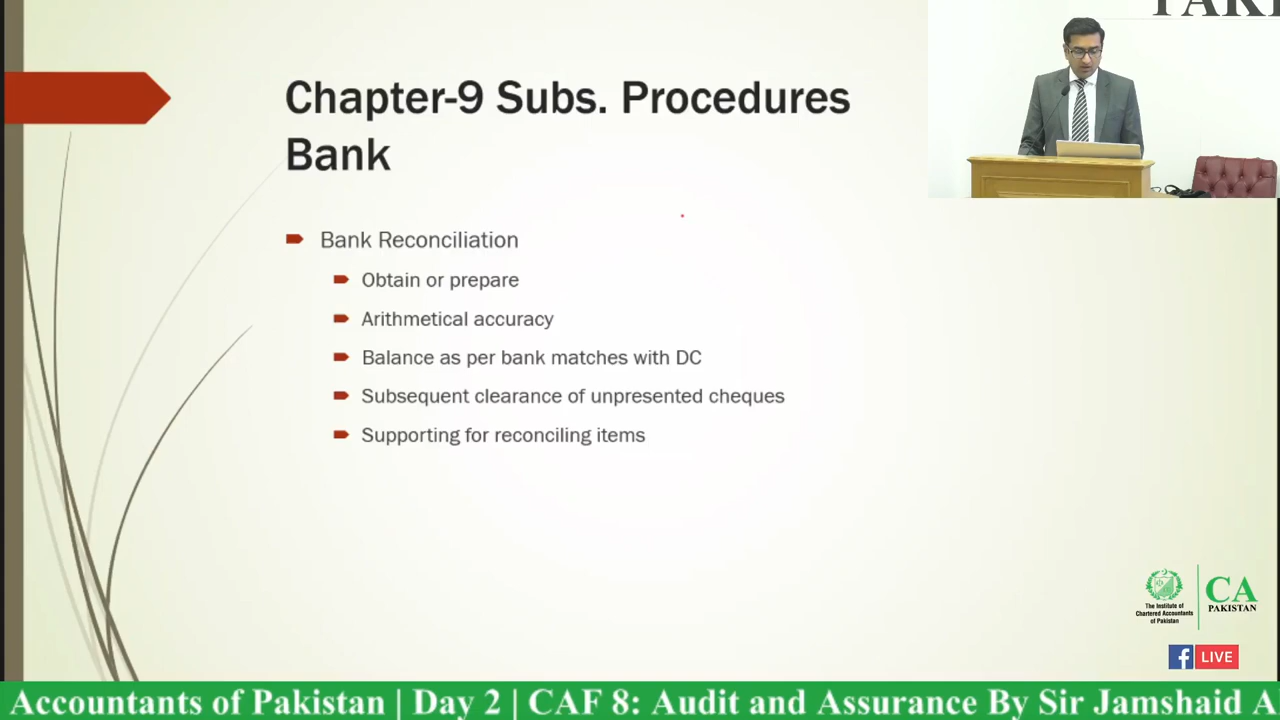 Chapter-9 Subs. Procedures
Bank
Bank Reconciliation
Obtain or prepare
Arithmetical accuracy
Balance as per bank matches with DC
Subsequent clearance of unpresented cheques
Supporting for reconciling items
The Institute of
Chartered Accountants
of Pakistan
CA
PAKISTAN
LIVE
Accountants of Pakistan | Day 2 | CAF 8: Audit and Assurance By Sir Jamshaid A